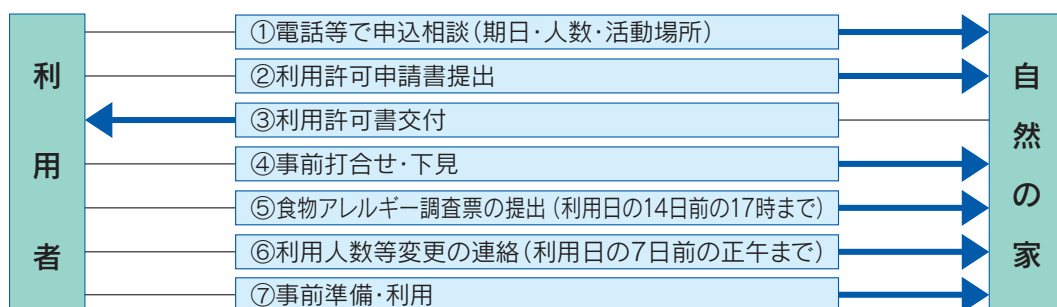 利用者
①電話等で申込相談(期日・人数・活動場所)
②利用許可申請書提出
③利用許可書交付
④事前打合せ・下見
⑤食物アレルギー調査票の提出(利用日の14日前の17時まで)
⑥利用人数等変更の連絡(利用日の7日前の正午まで)
⑦事前準備・利用
自然の家